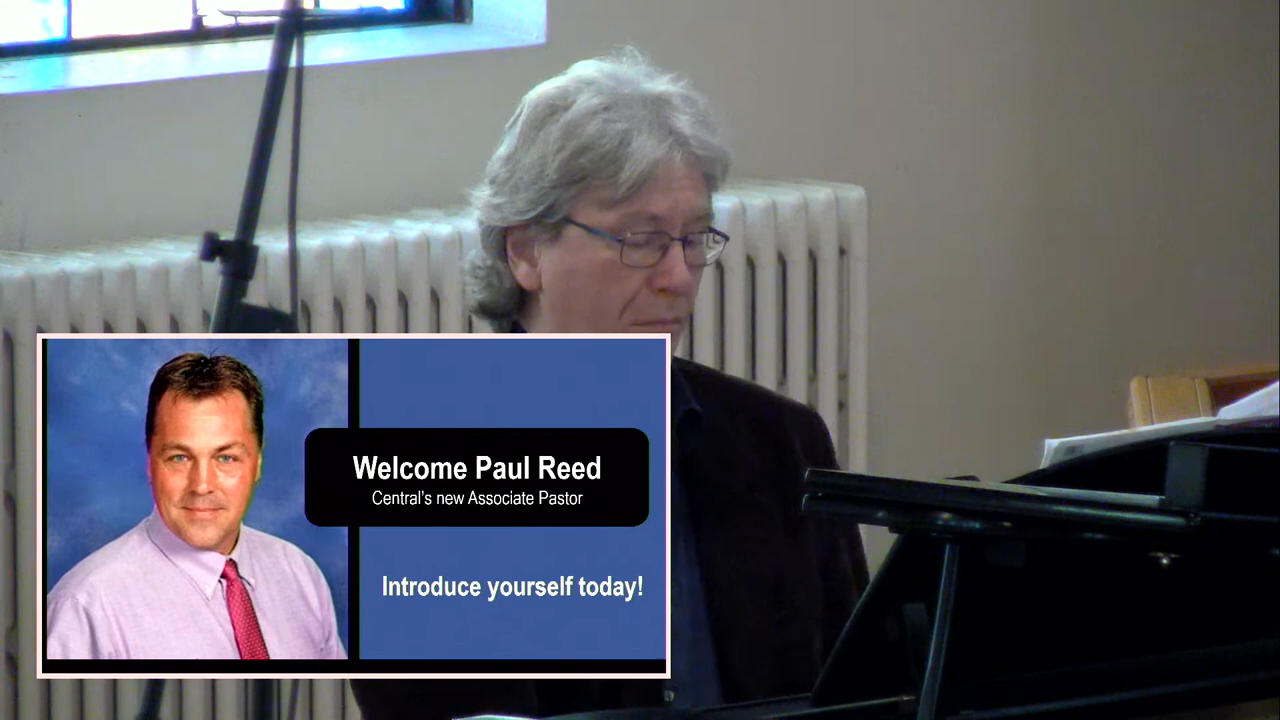 Welcome Paul Reed
Central's new Associate Pastor
Introduce yourself today!